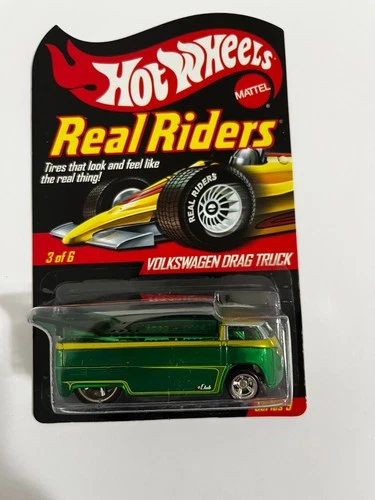 Hot Wheels
MATTEL
Real Riders
Tires that look and feel like
the real thing!
REAL RIDERS
3 of 6
VOLKSWAGEN DRAG TRUCK
Series